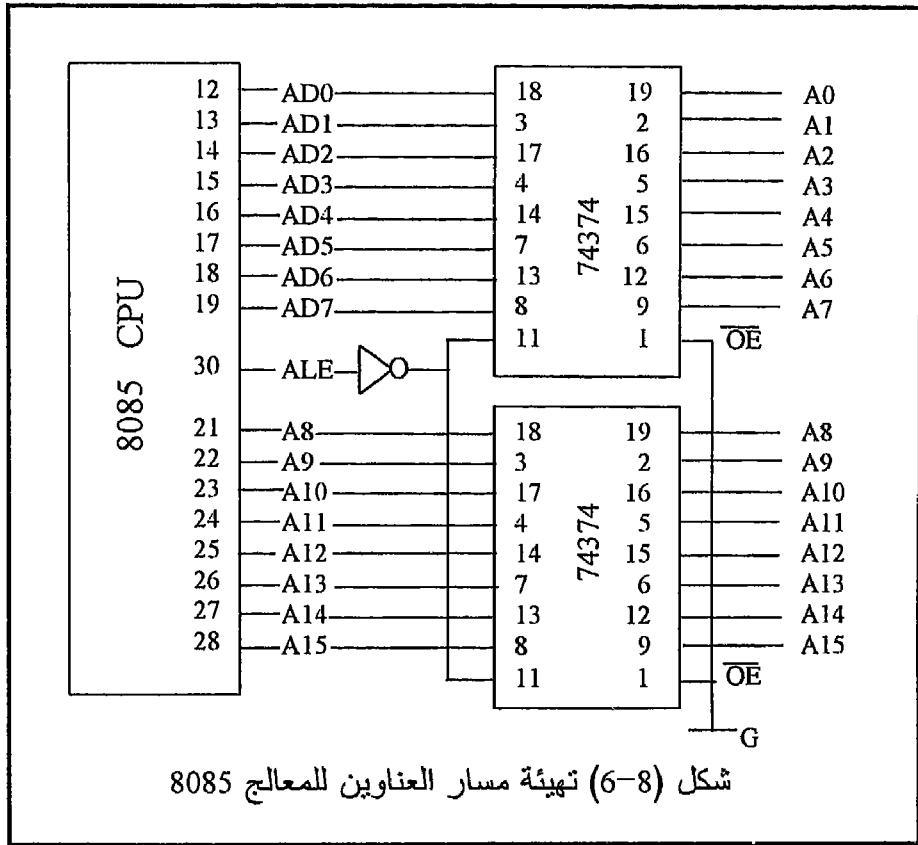 12 AD0 18 19 A0
13 AD1 3 2 A1
14 AD2 17 16 A2
15 AD3 4 5 A3
16 AD4 14 15 A4
17 AD5 7 6 A5
18 AD6 13 12 A6
19 AD7 8 9 A7
11 1 OE
74374
8085 CPU
30 ALE
21 A8 18 19 A8
22 A9 3 2 A9
23 A10 17 16 A10
24 A11 4 5 A11
25 A12 14 15 A12
26 A13 7 6 A13
27 A14 13 12 A14
28 A15 8 9 A15
11 1 OE
74374
G
شكل (8-6) تهيئة مسار العناوين للمعالج 8085